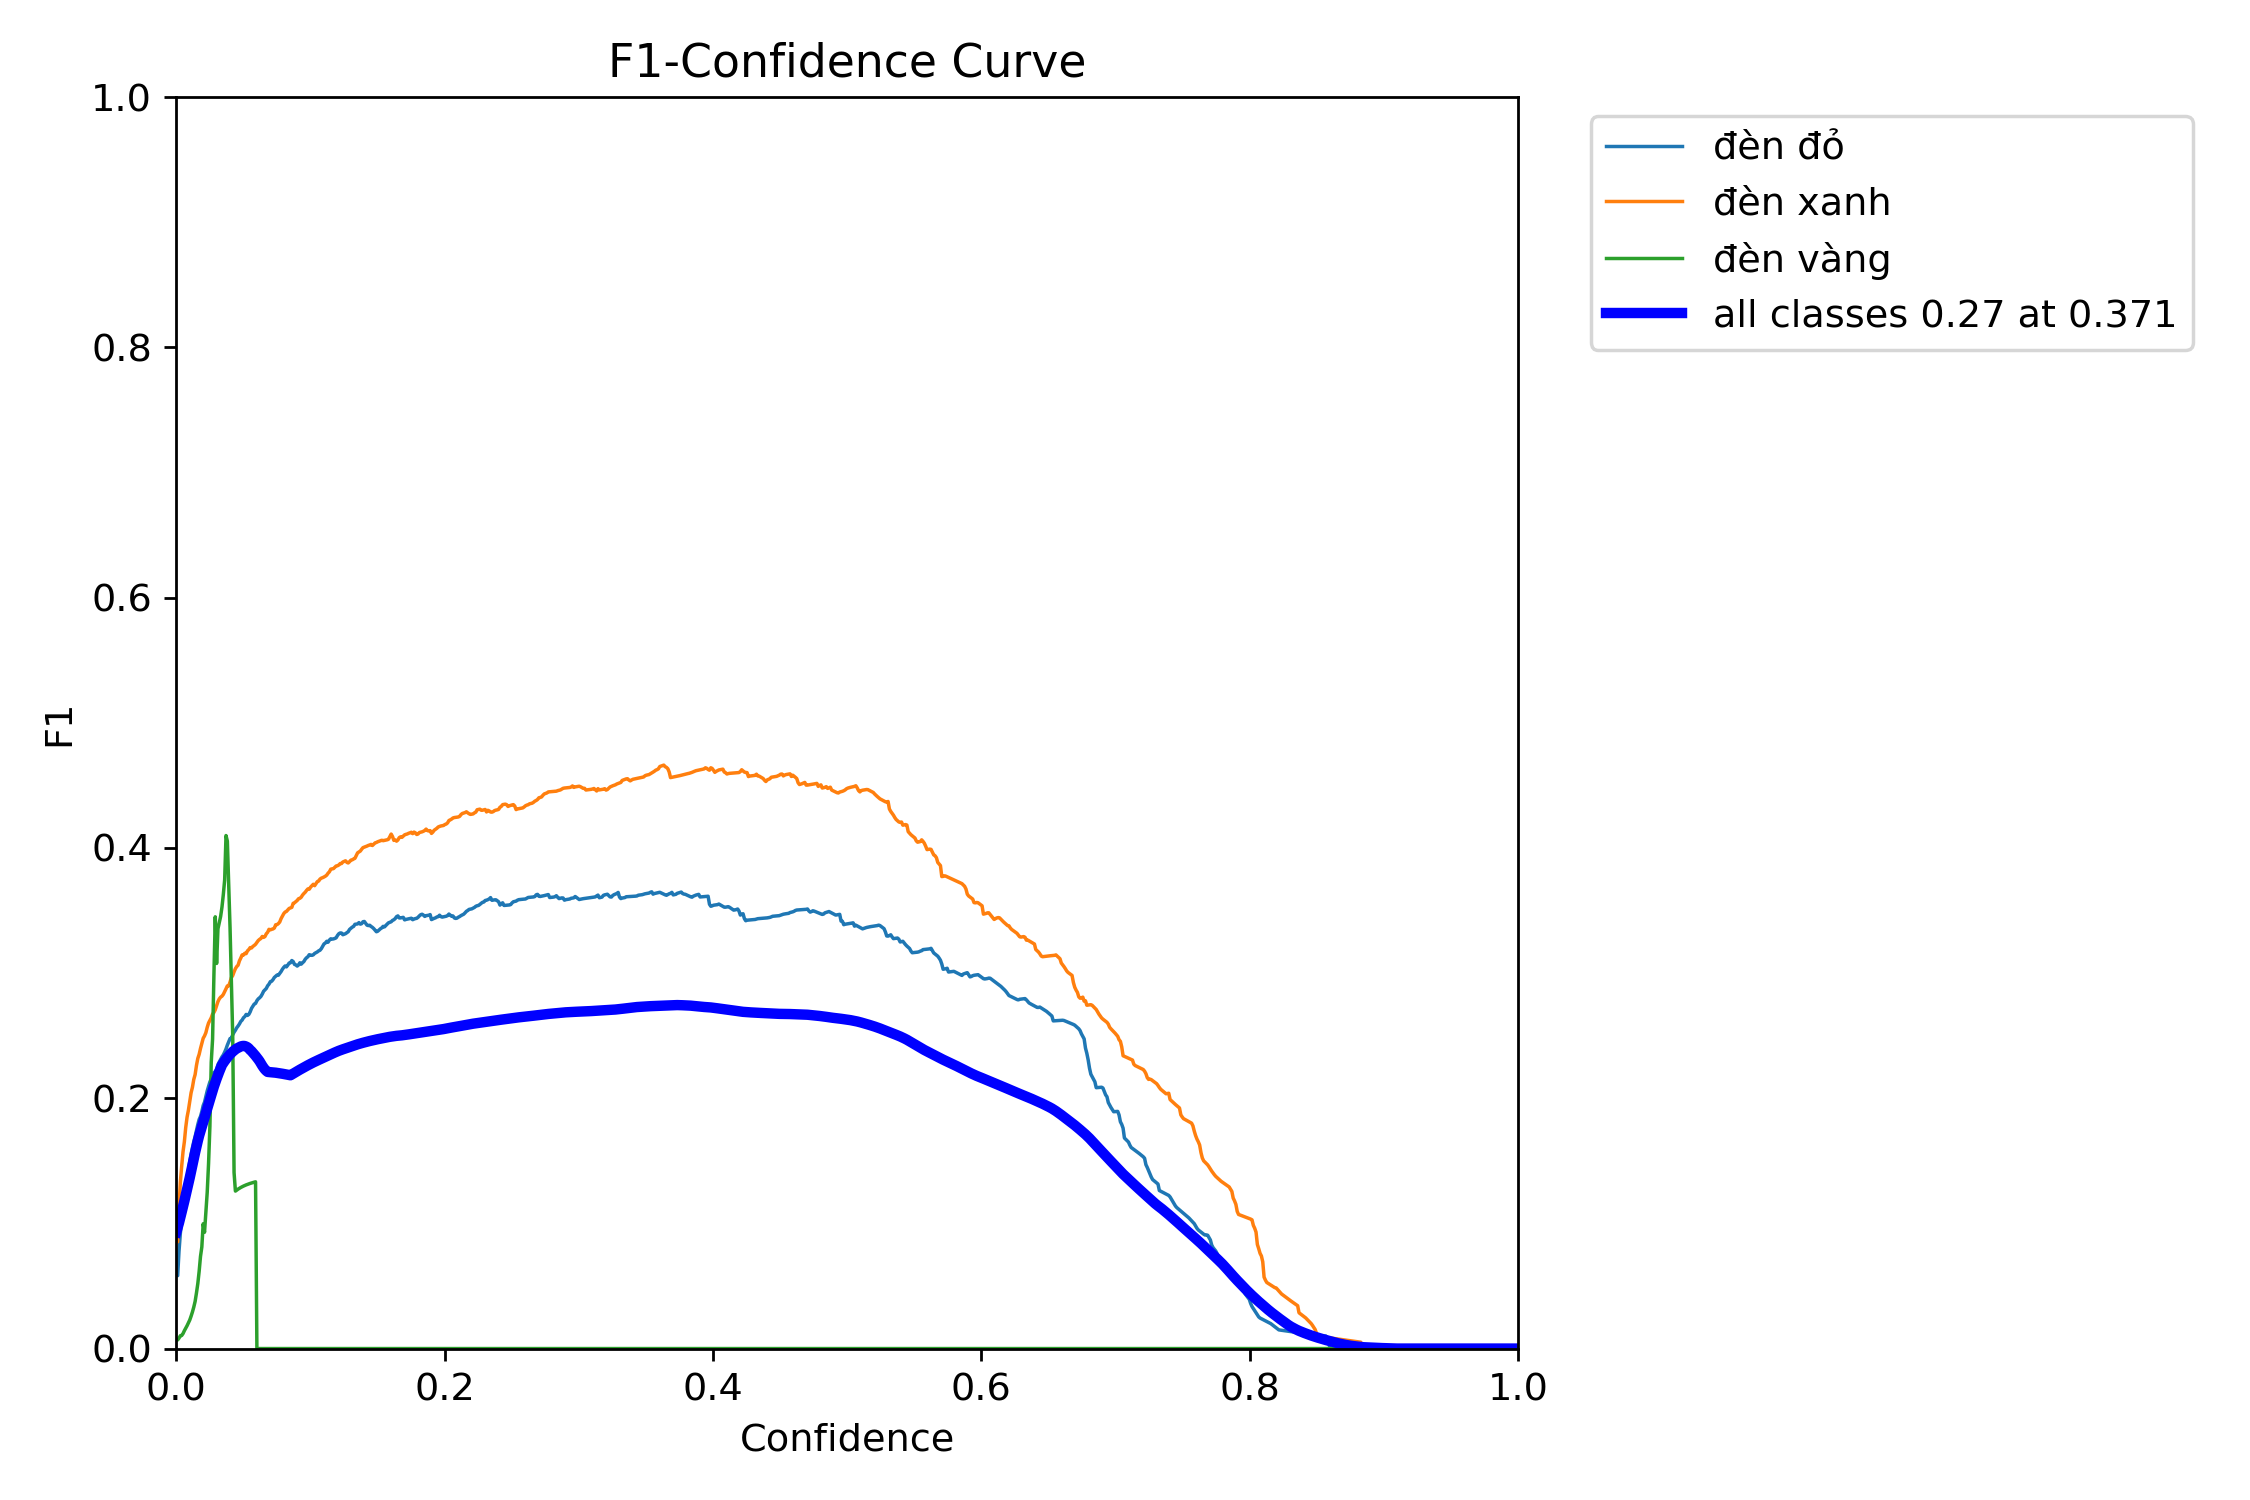 F1-Confidence Curve
1.0
0.8
0.6
0.4
0.2
0.0
F1
0.0 0.2 0.4 0.6 0.8 1.0
Confidence
đèn đỏ
đèn xanh
đèn vàng
all classes 0.27 at 0.371